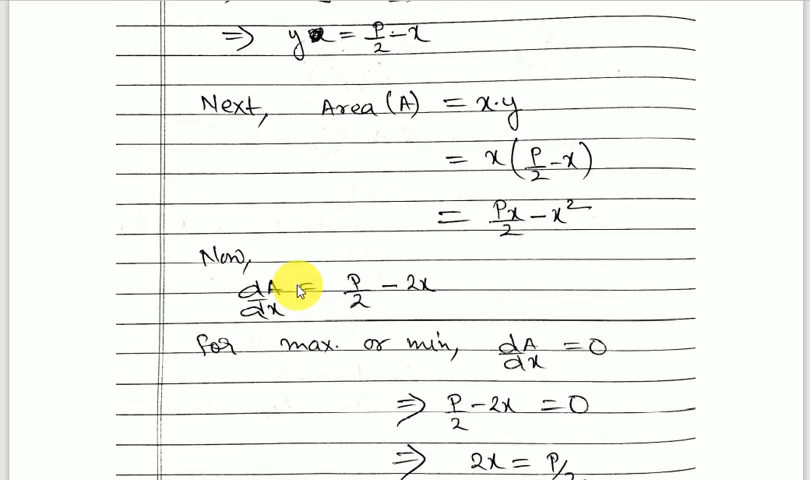 ⇒ y = P/2 - x
Next, Area (A) = x·y
= x(P/2 - x)
= Px/2 - x²
Now,
dA/dx = P/2 - 2x
for max. or min, dA/dx = 0
⇒ P/2 - 2x = 0
⇒ 2x = P/2